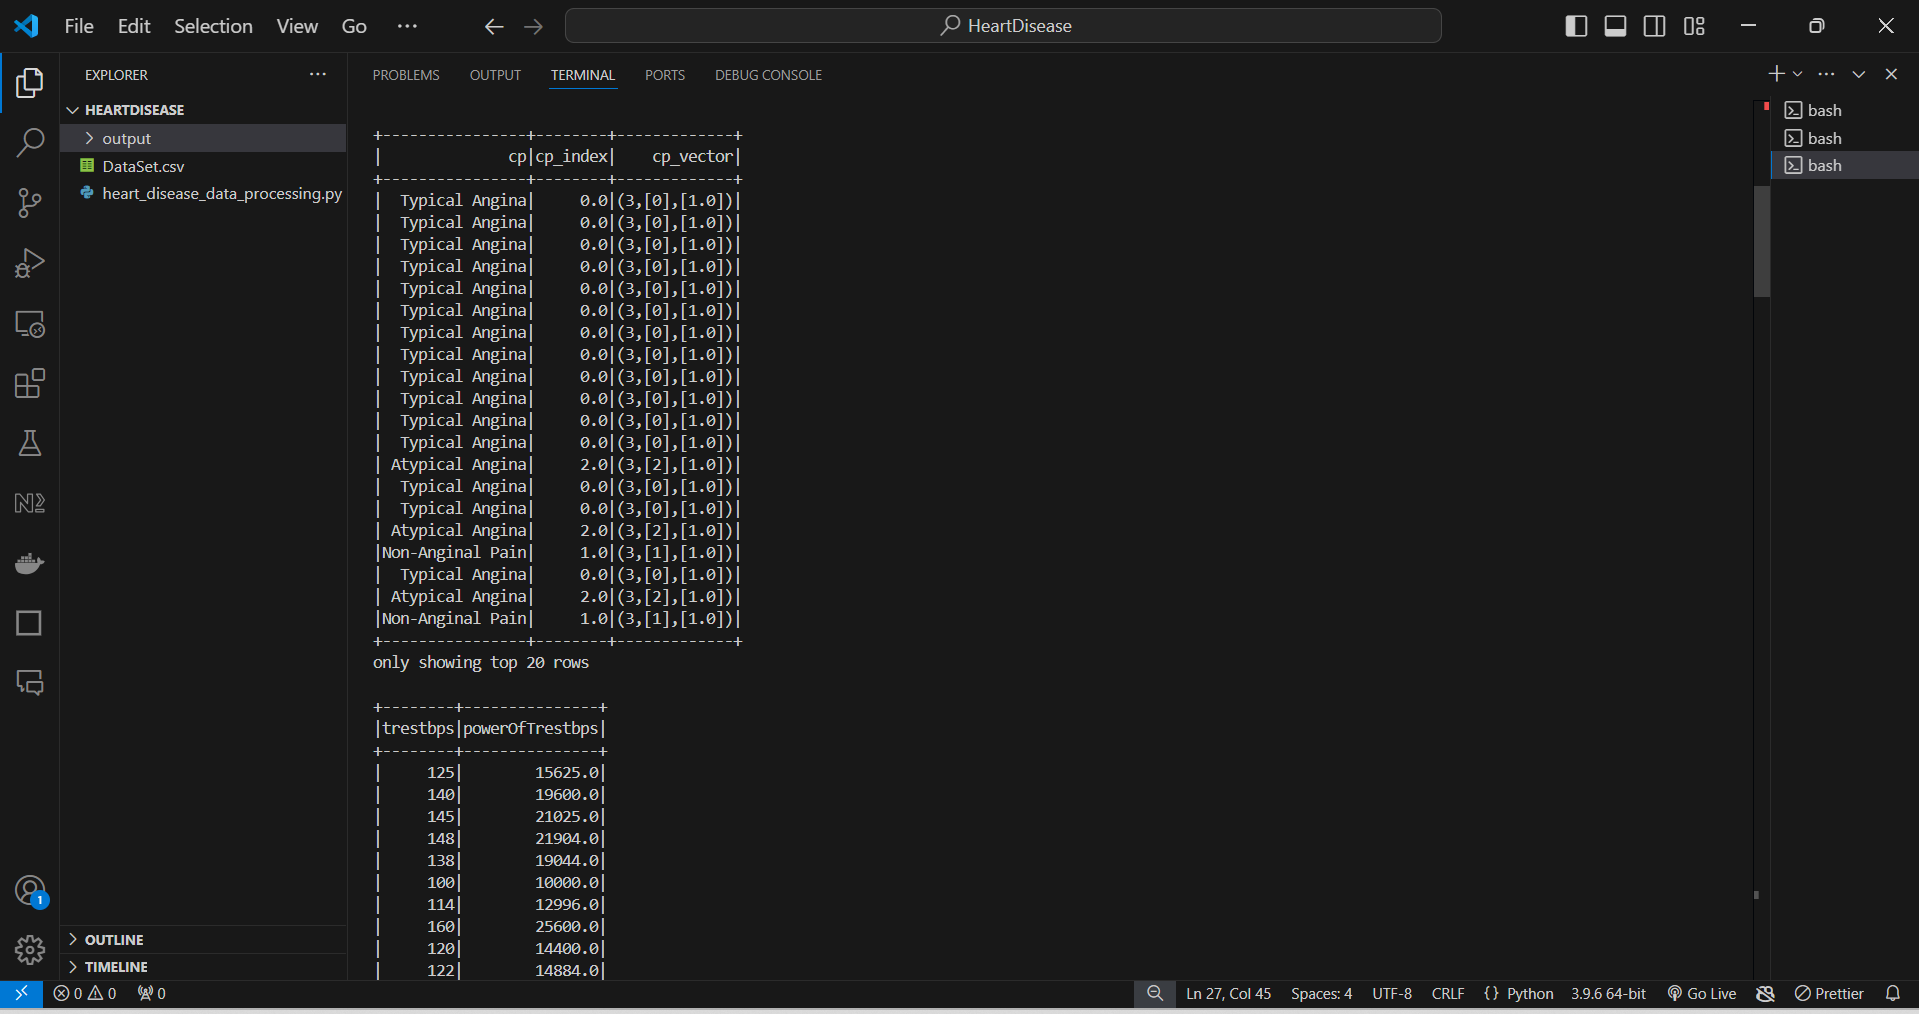 File Edit Selection View Go ···
HeartDisease
EXPLORER ···
HEARTDISEASE
output
DataSet.csv
heart_disease_data_processing.py
OUTLINE
TIMELINE
PROBLEMS OUTPUT TERMINAL PORTS DEBUG CONSOLE
+----------------+--------+-------------+
|              cp|cp_index|    cp_vector|
+----------------+--------+-------------+
|  Typical Angina|     0.0|(3,[0],[1.0])|
|  Typical Angina|     0.0|(3,[0],[1.0])|
|  Typical Angina|     0.0|(3,[0],[1.0])|
|  Typical Angina|     0.0|(3,[0],[1.0])|
|  Typical Angina|     0.0|(3,[0],[1.0])|
|  Typical Angina|     0.0|(3,[0],[1.0])|
|  Typical Angina|     0.0|(3,[0],[1.0])|
|  Typical Angina|     0.0|(3,[0],[1.0])|
|  Typical Angina|     0.0|(3,[0],[1.0])|
|  Typical Angina|     0.0|(3,[0],[1.0])|
|  Typical Angina|     0.0|(3,[0],[1.0])|
|  Typical Angina|     0.0|(3,[0],[1.0])|
| Atypical Angina|     2.0|(3,[2],[1.0])|
|  Typical Angina|     0.0|(3,[0],[1.0])|
|  Typical Angina|     0.0|(3,[0],[1.0])|
| Atypical Angina|     2.0|(3,[2],[1.0])|
|Non-Anginal Pain|     1.0|(3,[1],[1.0])|
|  Typical Angina|     0.0|(3,[0],[1.0])|
| Atypical Angina|     2.0|(3,[2],[1.0])|
|Non-Anginal Pain|     1.0|(3,[1],[1.0])|
+----------------+--------+-------------+
only showing top 20 rows
+--------+---------------+
|trestbps|powerOfTrestbps|
+--------+---------------+
|     125|        15625.0|
|     140|        19600.0|
|     145|        21025.0|
|     148|        21904.0|
|     138|        19044.0|
|     100|        10000.0|
|     114|        12996.0|
|     160|        25600.0|
|     120|        14400.0|
|     122|        14884.0|
bash
bash
bash
1
0 0 0
Ln 27, Col 45 Spaces: 4 UTF-8 CRLF {} Python 3.9.6 64-bit Go Live Prettier